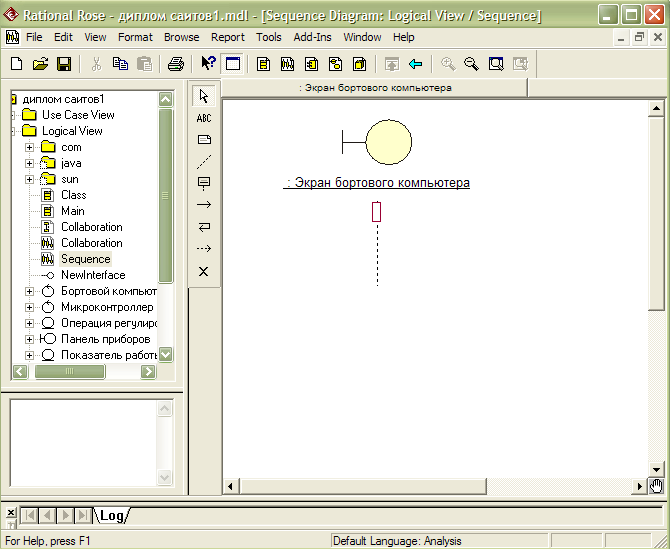 Rational Rose - диплом саитов1.mdl - [Sequence Diagram: Logical View / Sequence]
File Edit View Format Browse Report Tools Add-Ins Window Help
: Экран бортового компьютера
диплом саитов1
Use Case View
Logical View
com
java
sun
Class
Main
Collaboration
Collaboration
Sequence
NewInterface
Бортовой компьют
Микроконтроллер
Операция регулиро
Панель приборов
Показатель работь
ABC
: Экран бортового компьютера
Log
For Help, press F1
Default Language: Analysis